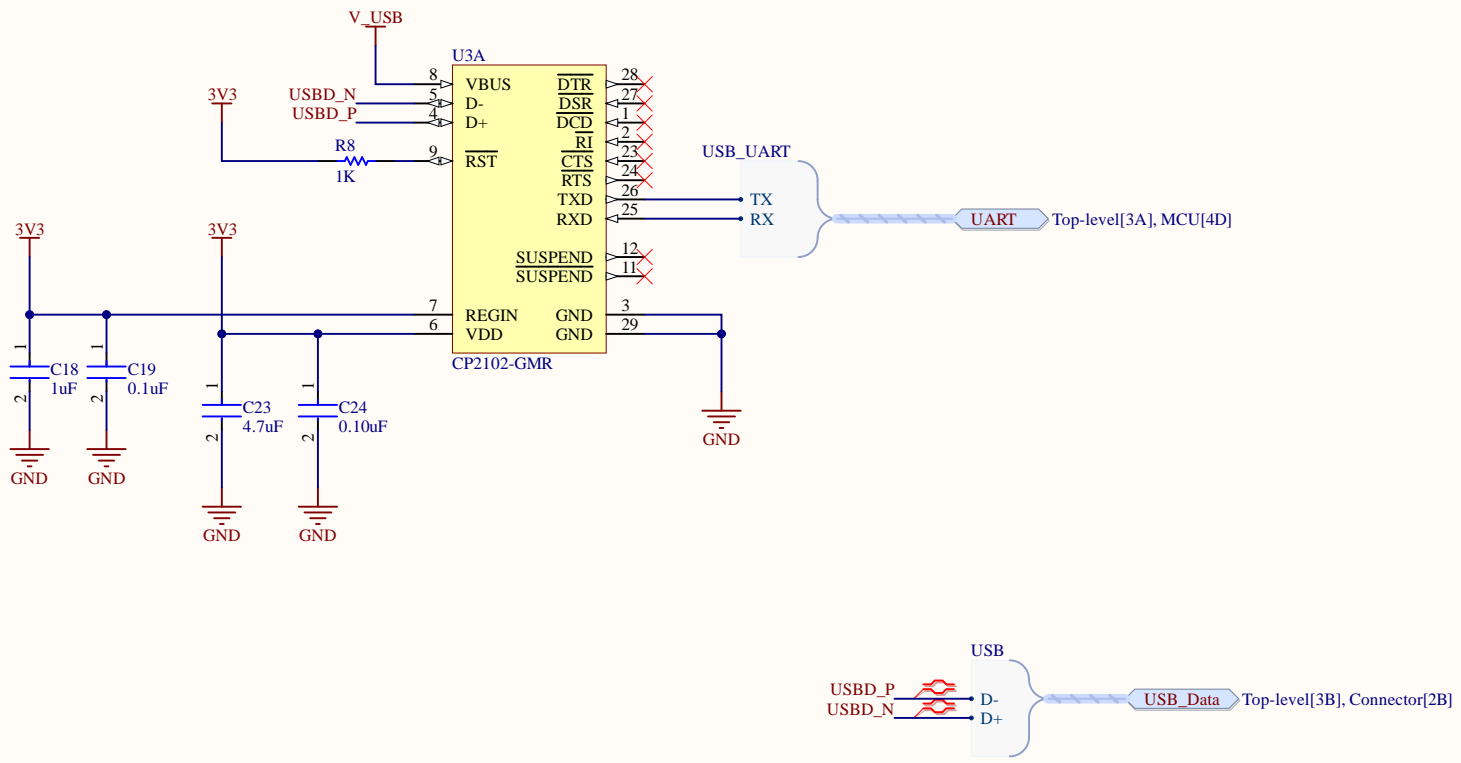 V_USB
U3A
8 VBUS DTR 28
USBD_N 5 D- DSR 27
3V3
USBD_P 4 D+ DCD 1
RI 2
R8
9 RST CTS 23
USB_UART
1K
RTS 24
TXD 26 TX
RXD 25 RX
UART Top-level[3A], MCU[4D]
3V3 3V3
SUSPEND 12
SUSPEND 11
7 REGIN GND 3
6 VDD GND 29
CP2102-GMR
1 C18 1uF 2
1 C19 0.1uF 2
1 C23 4.7uF 2
1 C24 0.10uF 2
GND
GND
GND
GND
GND
USB
USBD_P D-
USBD_N D+
USB_Data Top-level[3B], Connector[2B]